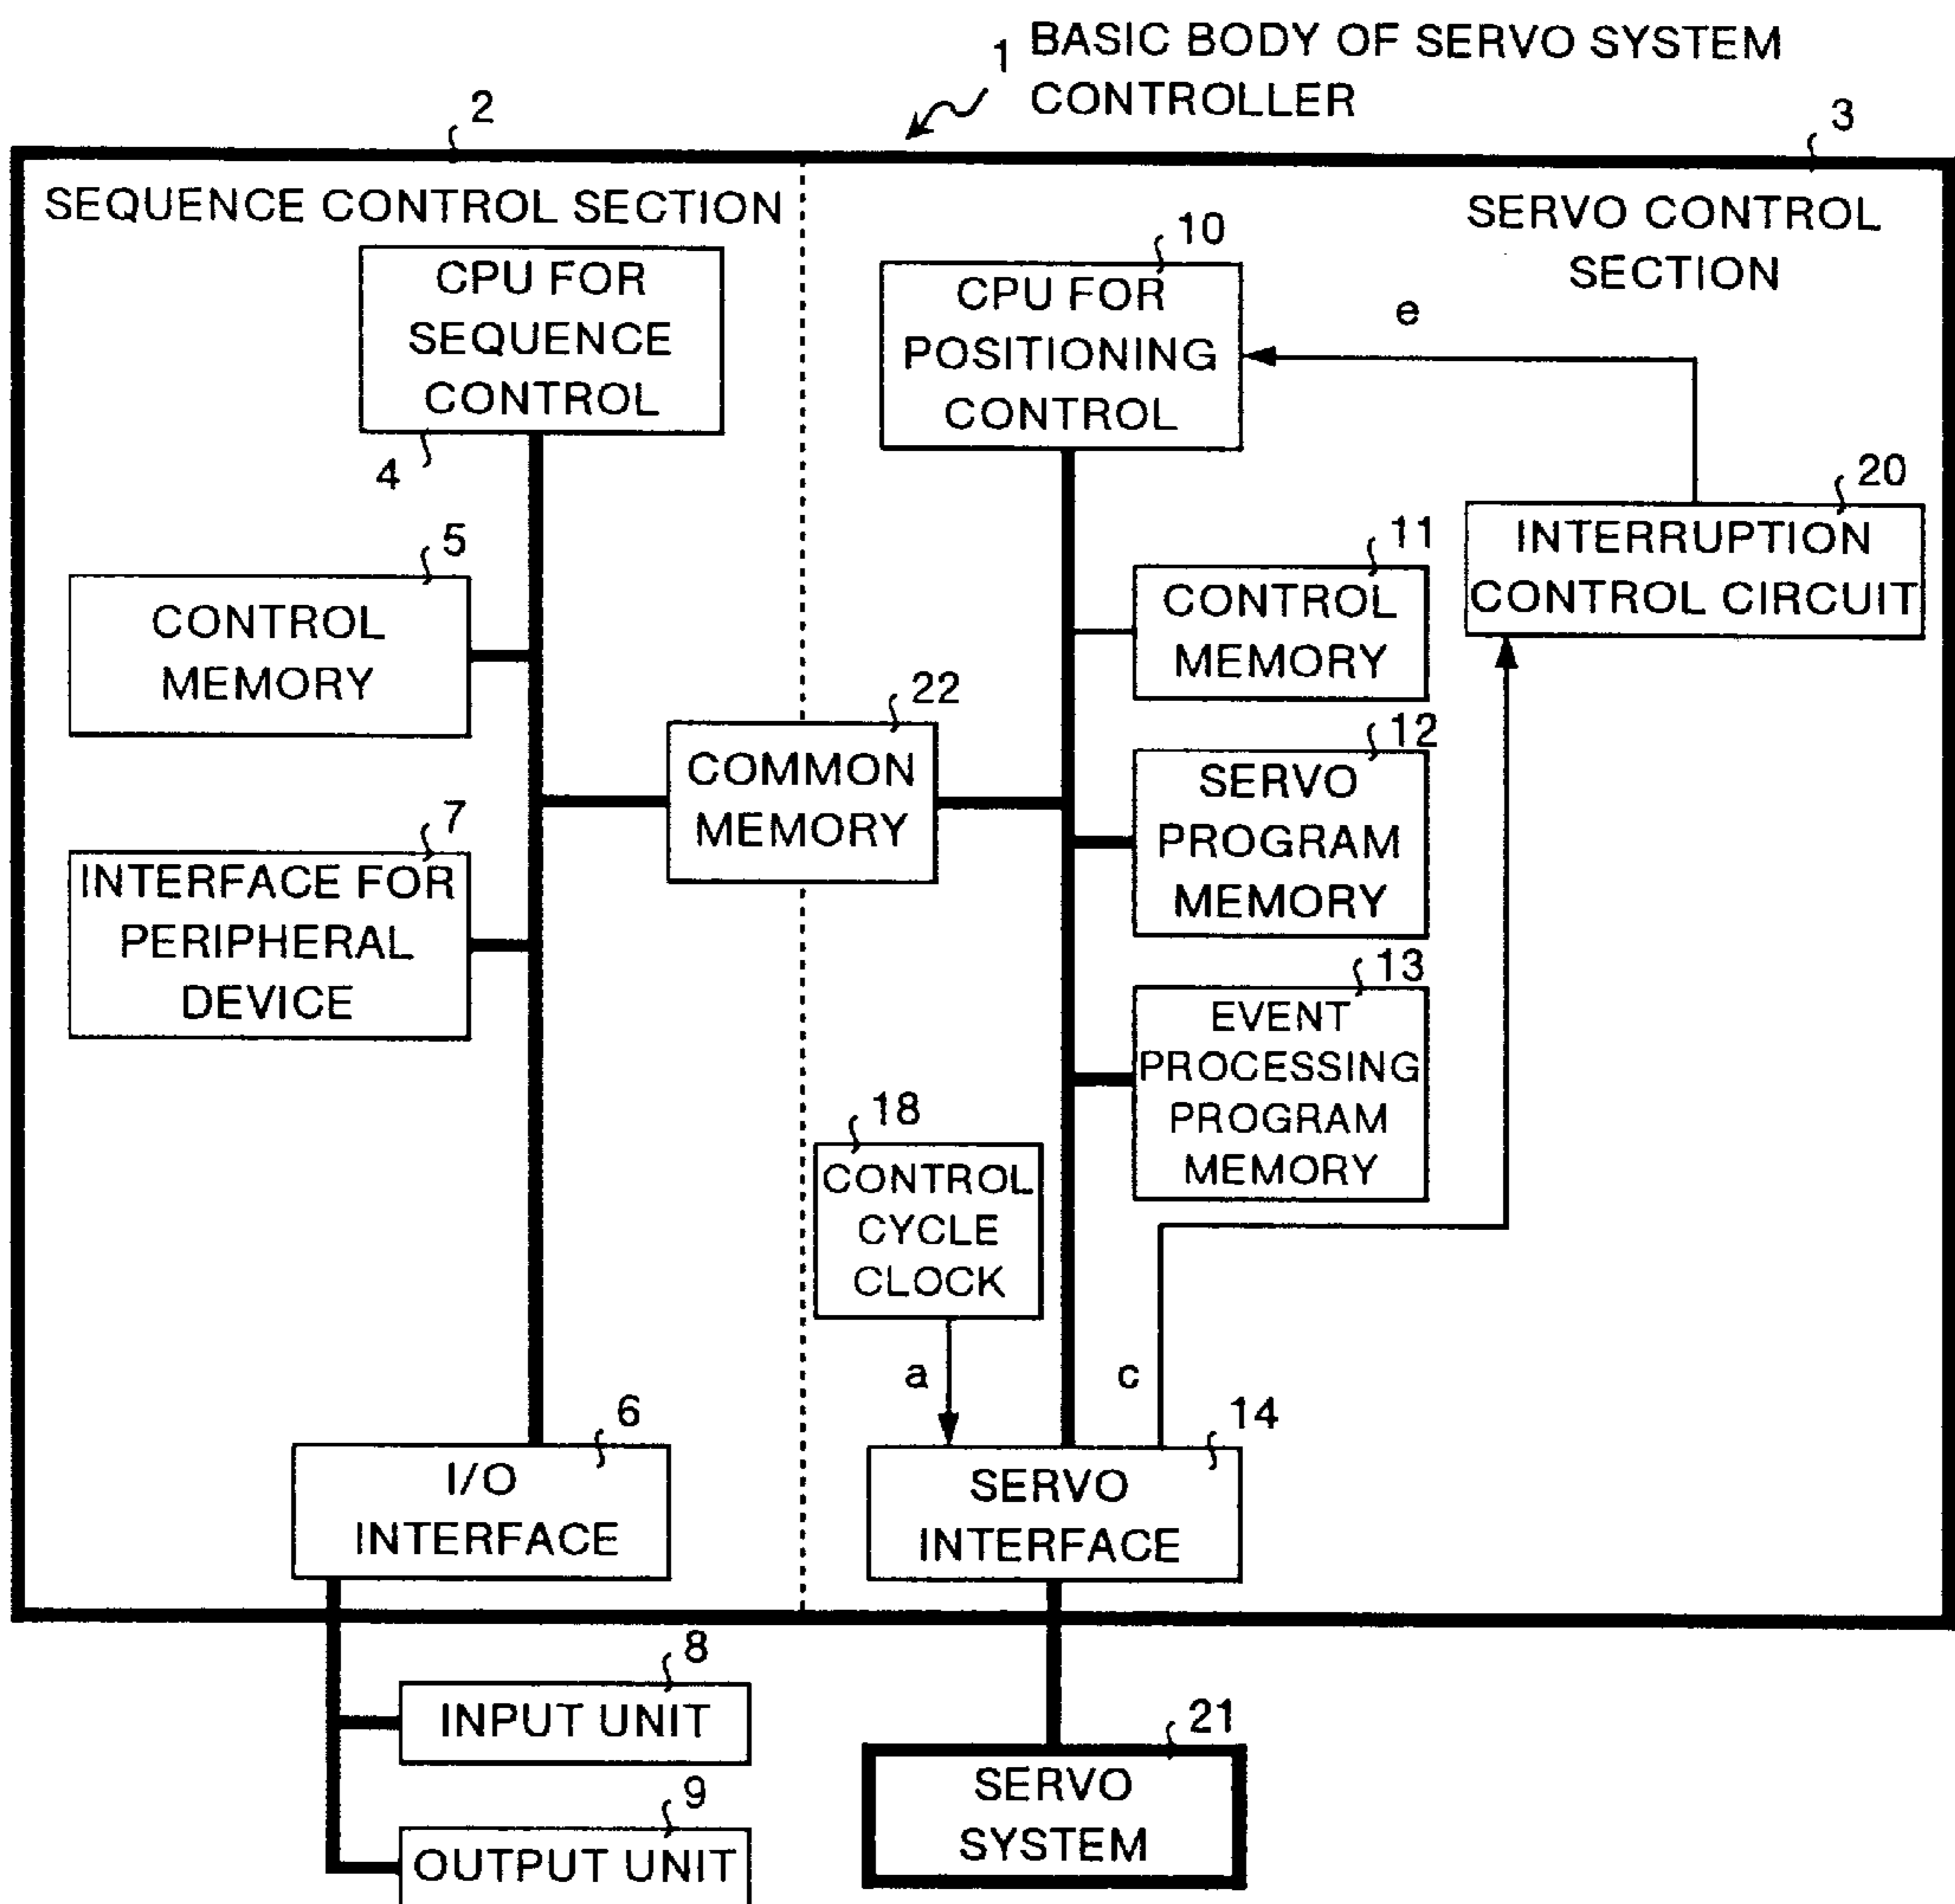 1 BASIC BODY OF SERVO SYSTEM
CONTROLLER
2
3
SEQUENCE CONTROL SECTION
SERVO CONTROL
SECTION
CPU FOR
SEQUENCE
CONTROL
4
10
CPU FOR
POSITIONING
CONTROL
e
20
INTERRUPTION
CONTROL CIRCUIT
5
CONTROL
MEMORY
11
CONTROL
MEMORY
22
COMMON
MEMORY
12
SERVO
PROGRAM
MEMORY
7
INTERFACE FOR
PERIPHERAL
DEVICE
13
EVENT
PROCESSING
PROGRAM
MEMORY
18
CONTROL
CYCLE
CLOCK
a
c
6
I/O
INTERFACE
14
SERVO
INTERFACE
8
INPUT UNIT
9
OUTPUT UNIT
21
SERVO
SYSTEM